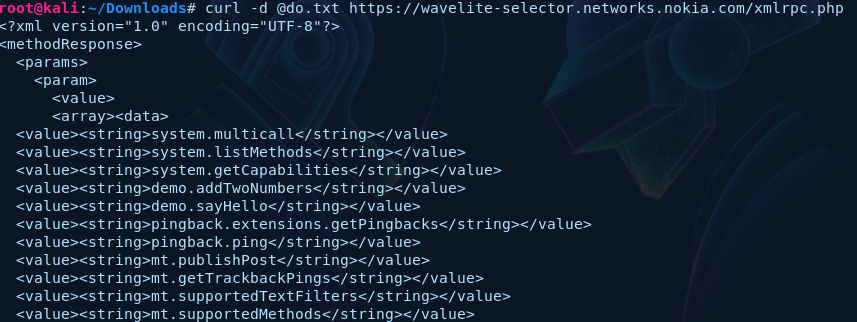 root@kali:~/Downloads# curl -d @do.txt https://wavelite-selector.networks.nokia.com/xmlrpc.php
<?xml version="1.0" encoding="UTF-8"?>
<methodResponse>
  <params>
    <param>
      <value>
      <array><data>
  <value><string>system.multicall</string></value>
  <value><string>system.listMethods</string></value>
  <value><string>system.getCapabilities</string></value>
  <value><string>demo.addTwoNumbers</string></value>
  <value><string>demo.sayHello</string></value>
  <value><string>pingback.extensions.getPingbacks</string></value>
  <value><string>pingback.ping</string></value>
  <value><string>mt.publishPost</string></value>
  <value><string>mt.getTrackbackPings</string></value>
  <value><string>mt.supportedTextFilters</string></value>
  <value><string>mt.supportedMethods</string></value>